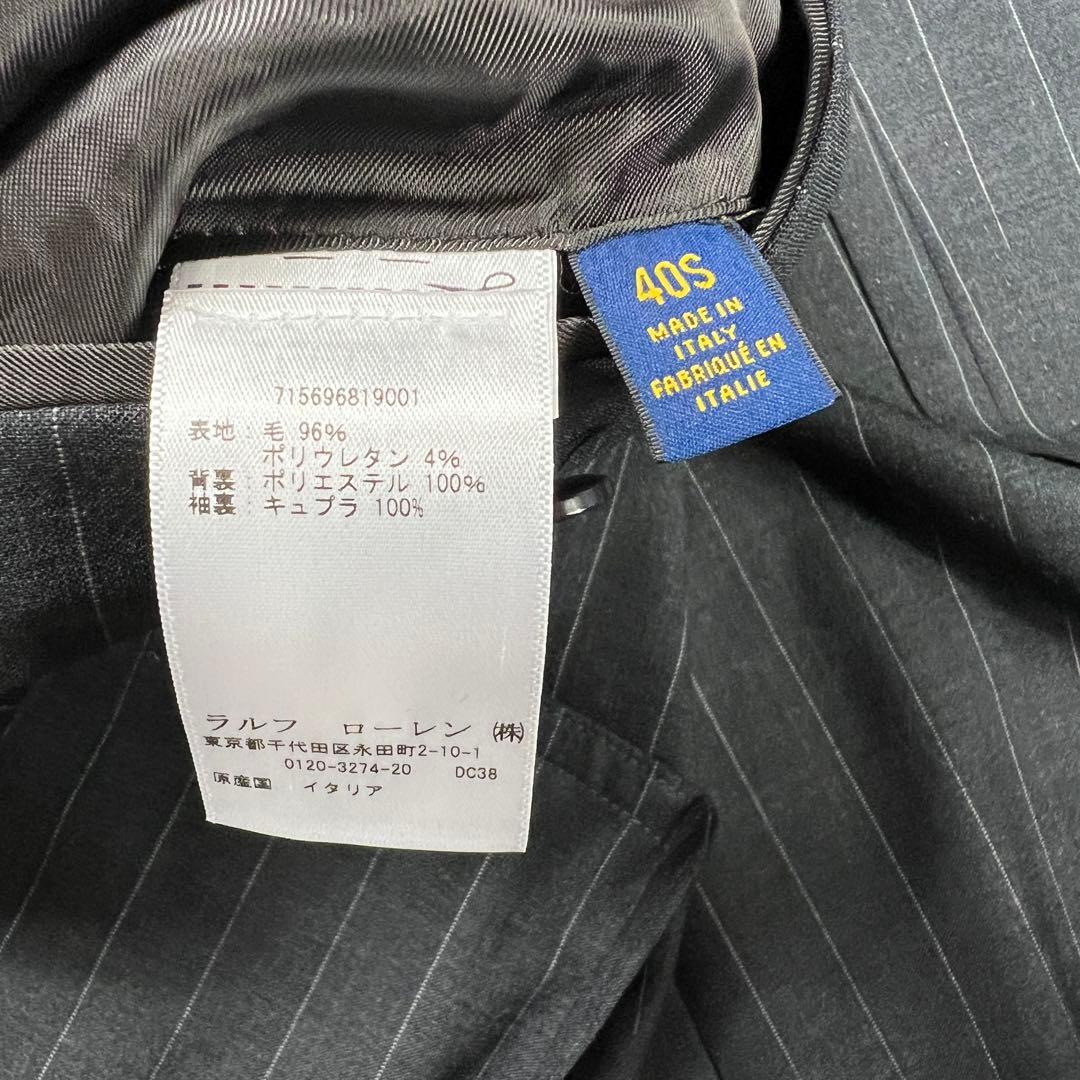 715696819001
表地：毛 96%
ポリウレタン 4%
背裏：ポリエステル 100%
袖裏：キュプラ 100%
ラルフ ローレン ㈱
東京都千代田区永田町2-10-1
0120-3274-20 DC38
原産国 イタリア
40S
MADE IN
ITALY
FABRIQUÉ EN
ITALIE